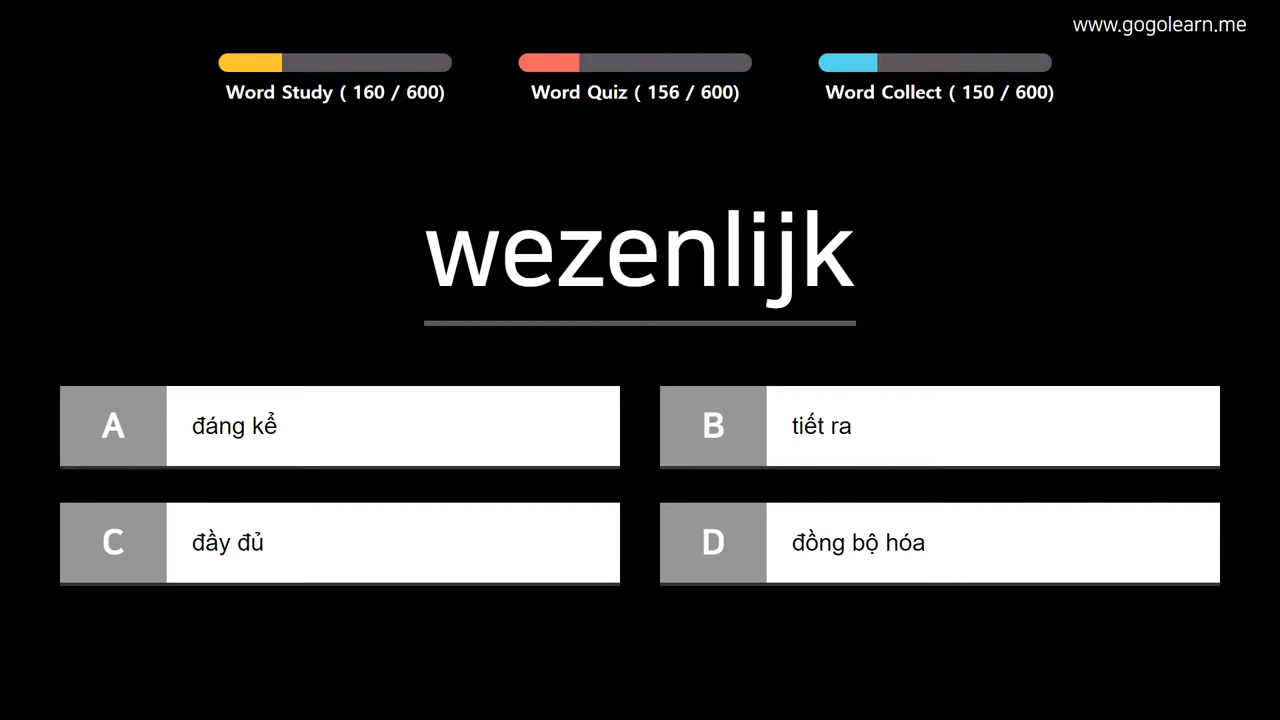 www.gogolearn.me
Word Study ( 160 / 600)
Word Quiz ( 156 / 600)
Word Collect ( 150 / 600)
wezenlijk
A đáng kể
B tiết ra
C đầy đủ
D đồng bộ hóa